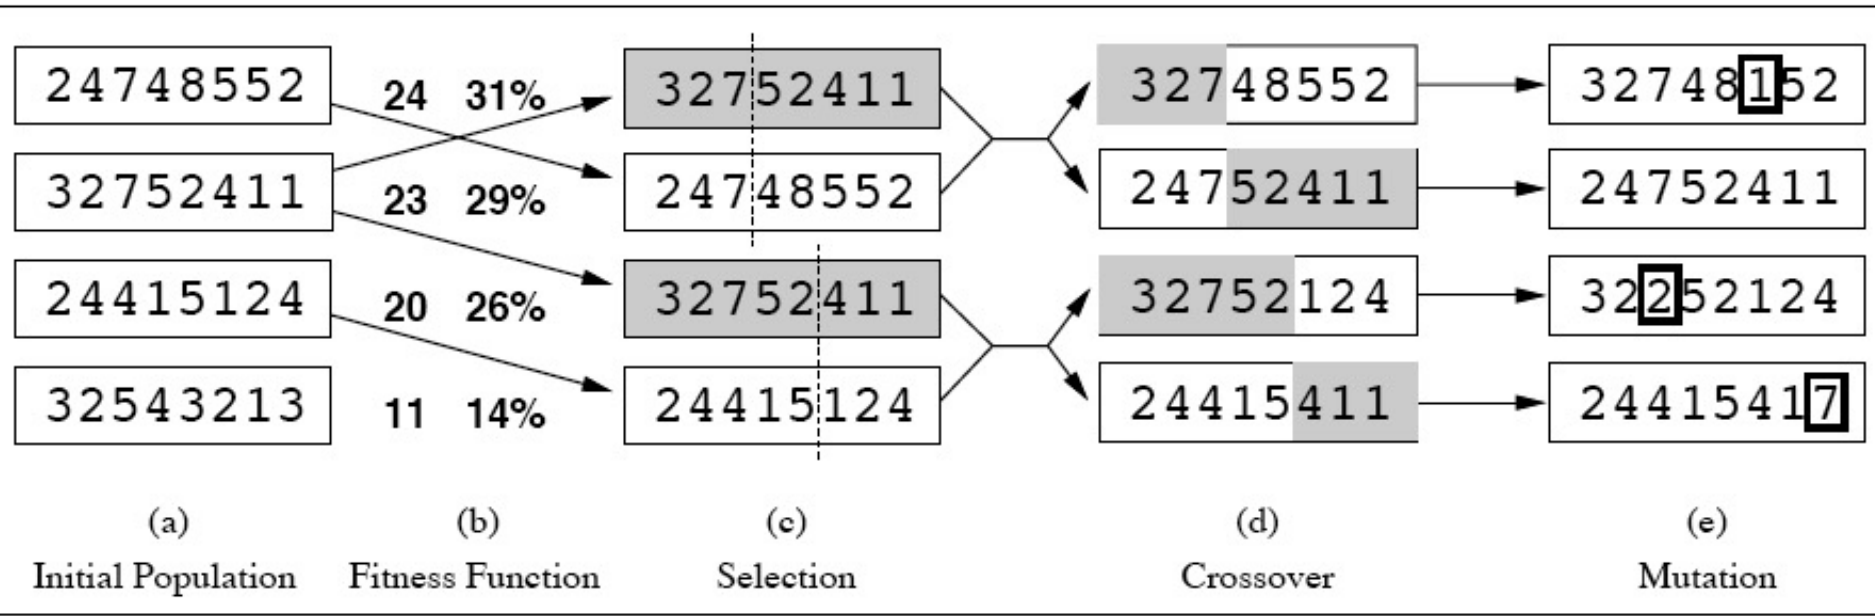 24748552 24 31% 32752411 32748552 32748152
32752411 23 29% 24748552 24752411 24752411
24415124 20 26% 32752411 32752124 32252124
32543213 11 14% 24415124 24415411 24415417
(a) (b) (c) (d) (e)
Initial Population Fitness Function Selection Crossover Mutation